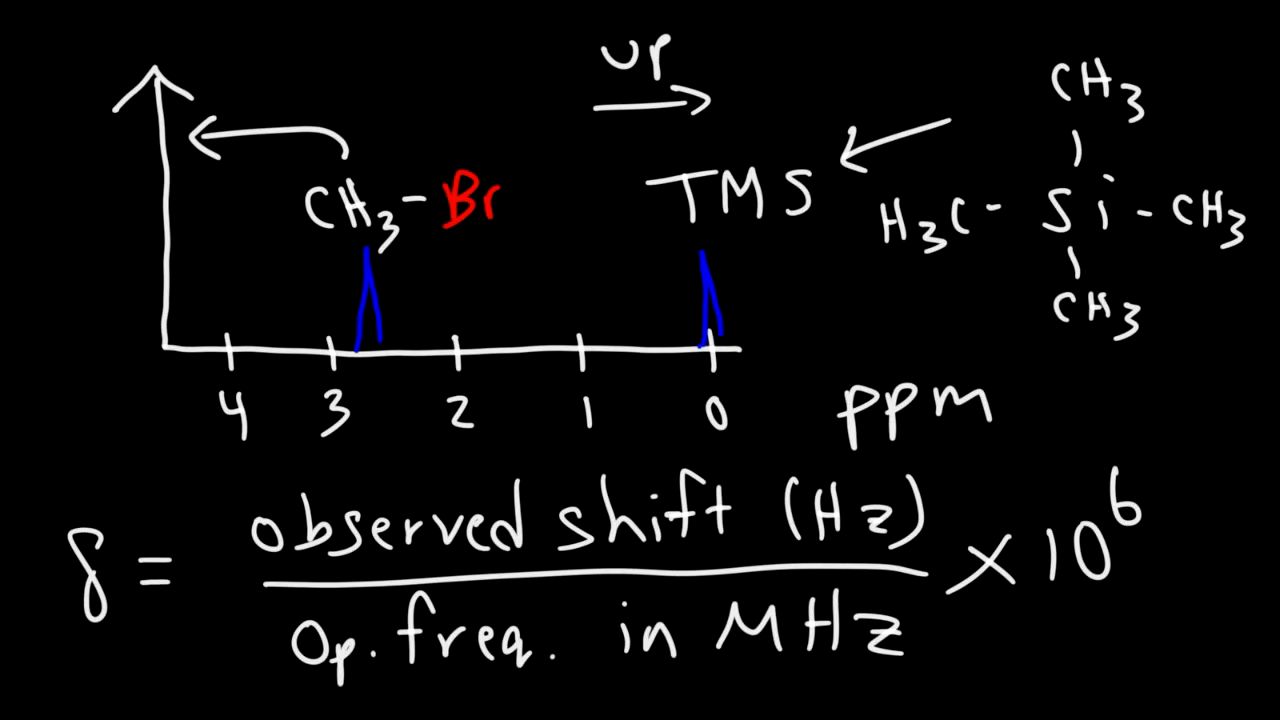 UP
CH3
CH3-Br
TMS
H3C-Si-CH3
CH3
4 3 2 1 0 ppm
δ = observed shift (Hz) × 10^6
Op. freq. in MHz